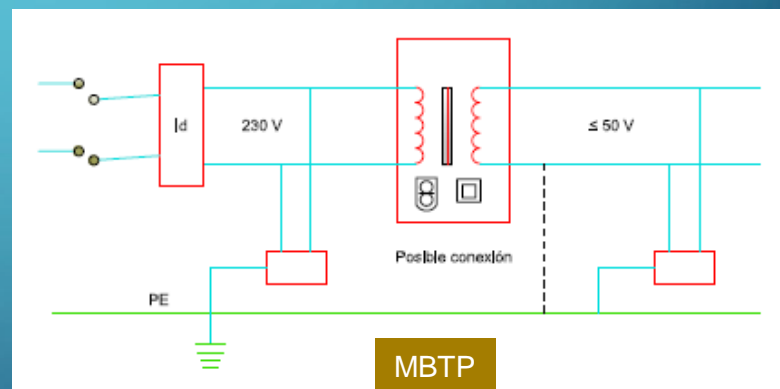 Id
230 V
≤ 50 V
Posible conexión
PE
MBTP